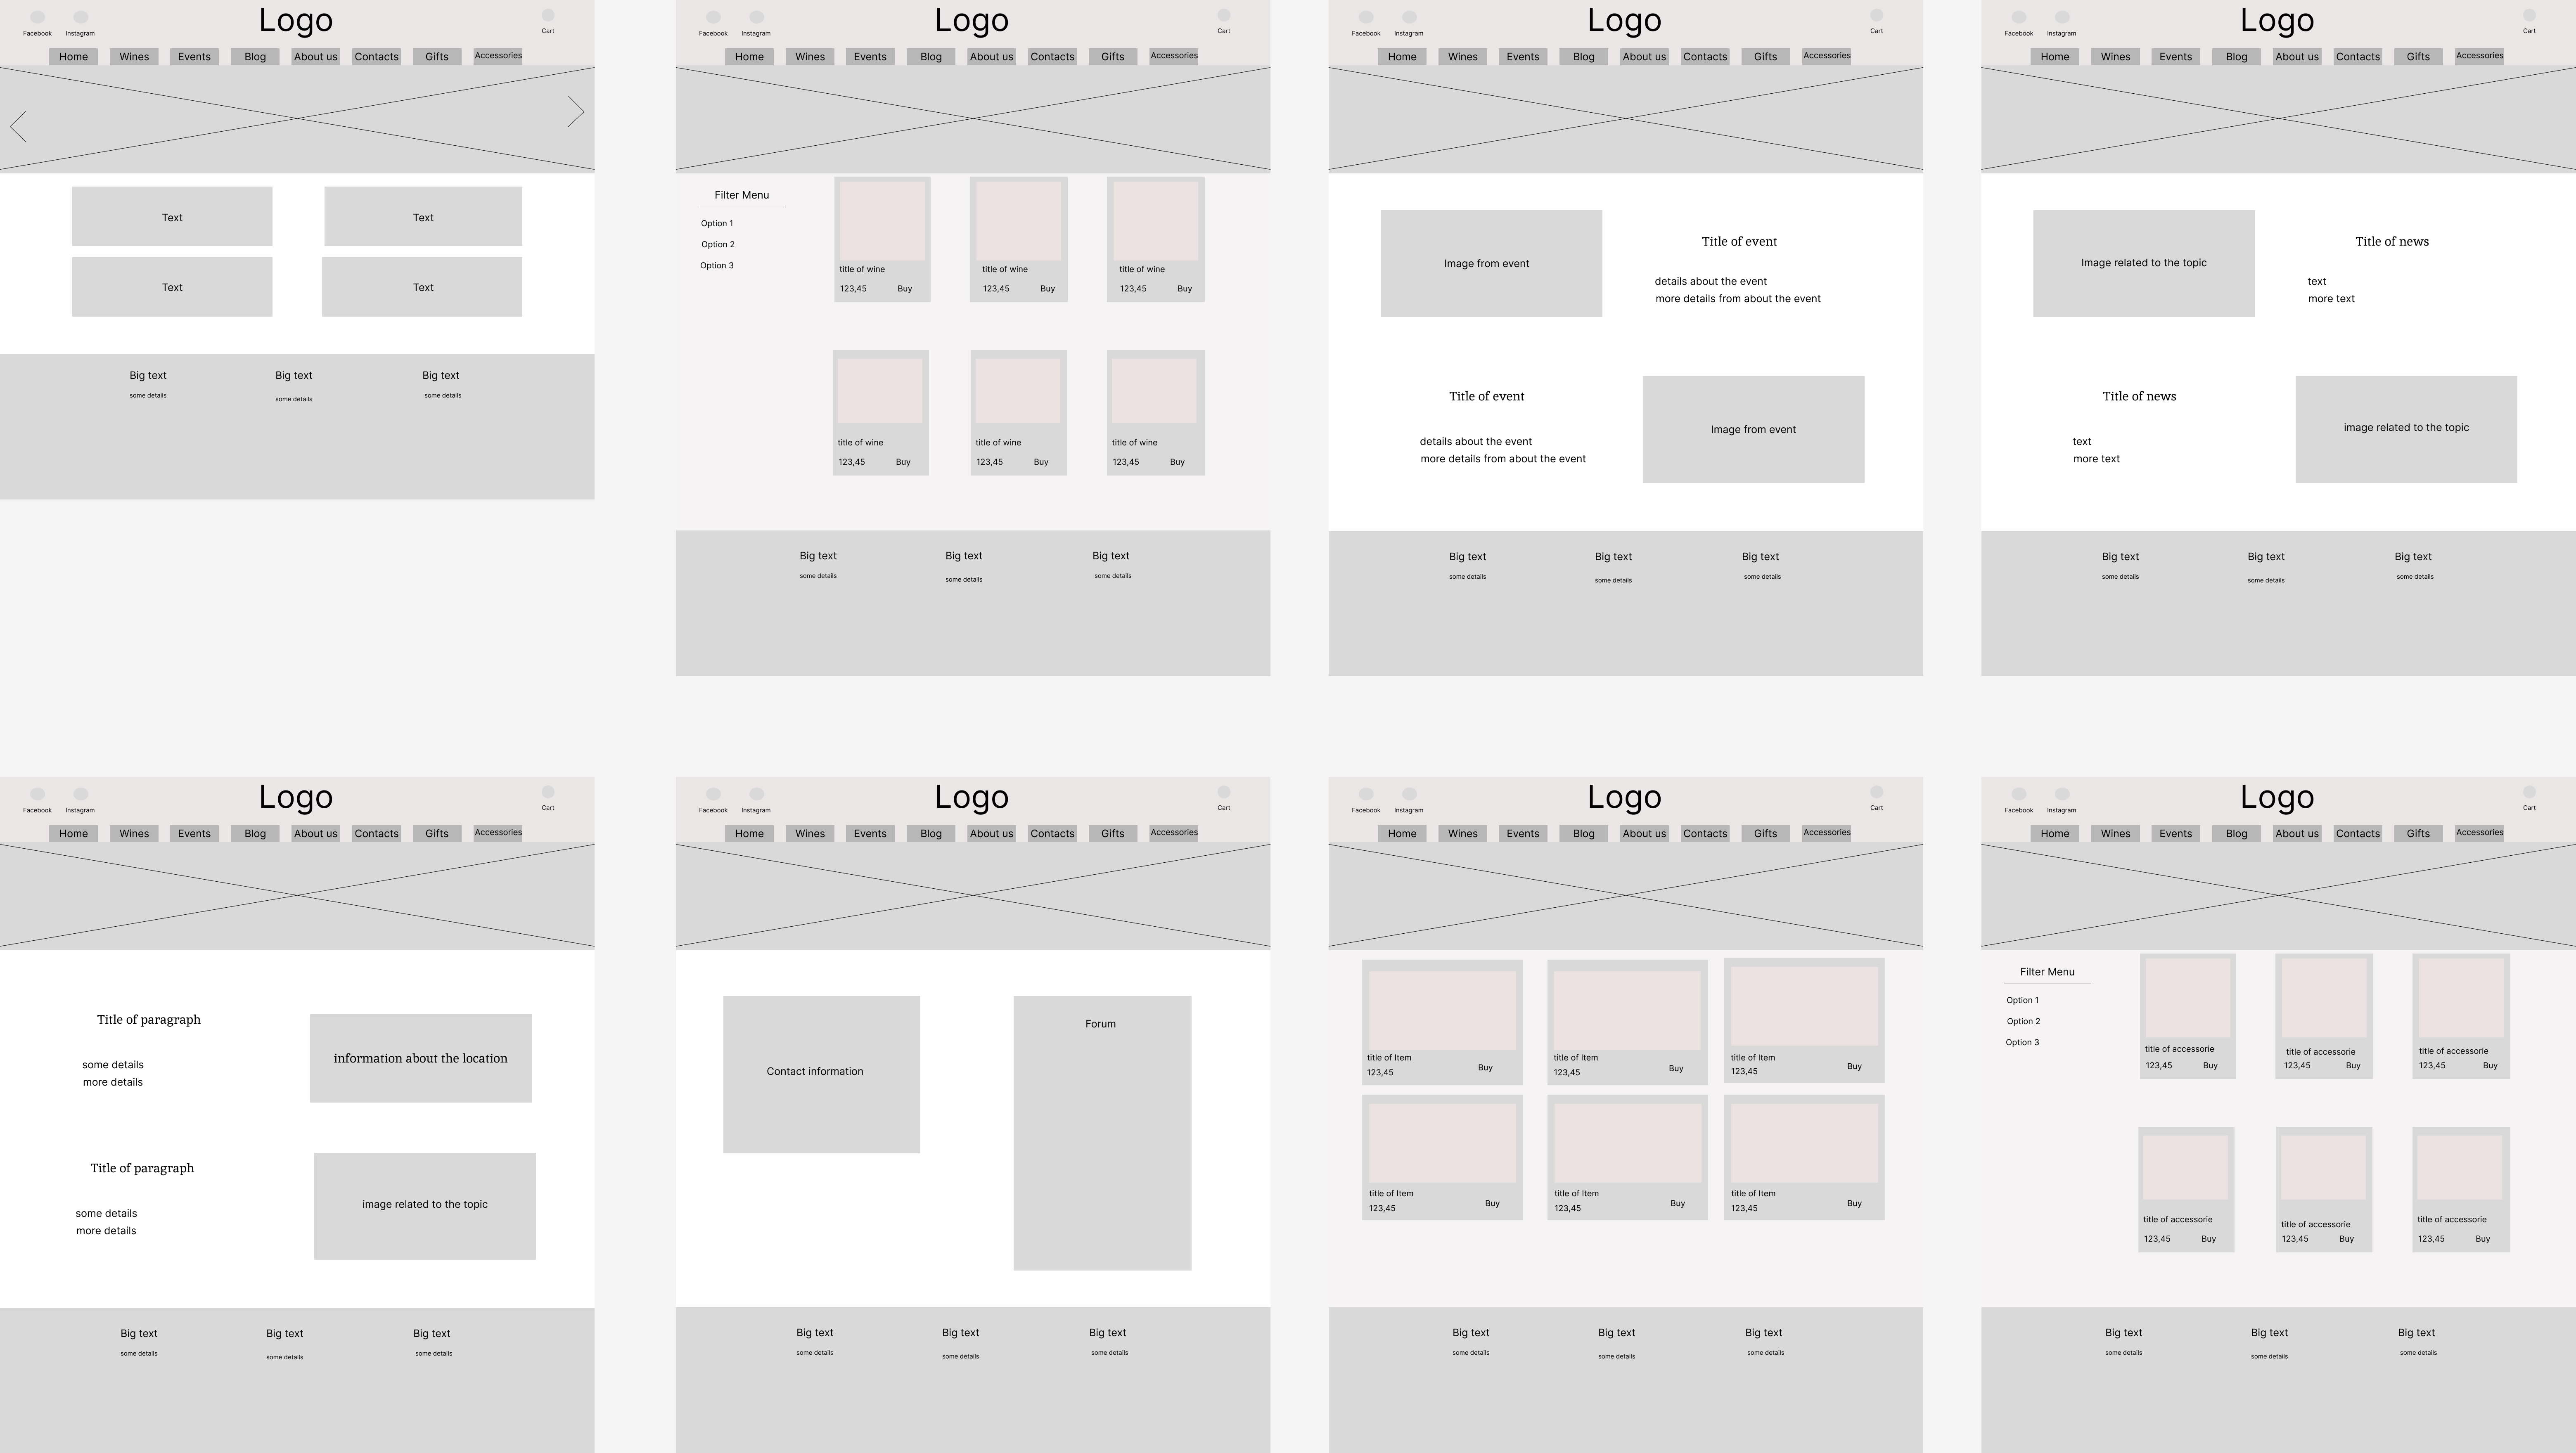 Logo
Facebook Instagram Cart
Home Wines Events Blog About us Contacts Gifts Accessories
Text Text
Text Text
Big text Big text Big text
some details some details some details
Logo
Facebook Instagram Cart
Home Wines Events Blog About us Contacts Gifts Accessories
Filter Menu
Option 1
Option 2
Option 3
title of wine title of wine title of wine
123,45 Buy 123,45 Buy 123,45 Buy
title of wine title of wine title of wine
123,45 Buy 123,45 Buy 123,45 Buy
Big text Big text Big text
some details some details some details
Logo
Facebook Instagram Cart
Home Wines Events Blog About us Contacts Gifts Accessories
Image from event
Title of event
details about the event
more details from about the event
Title of event
details about the event
more details from about the event
Image from event
Big text Big text Big text
some details some details some details
Logo
Facebook Instagram Cart
Home Wines Events Blog About us Contacts Gifts Accessories
Image related to the topic
Title of news
text
more text
Title of news
text
more text
image related to the topic
Big text Big text Big text
some details some details some details
Logo
Facebook Instagram Cart
Home Wines Events Blog About us Contacts Gifts Accessories
Title of paragraph
some details
more details
information about the location
Title of paragraph
some details
more details
image related to the topic
Big text Big text Big text
some details some details some details
Logo
Facebook Instagram Cart
Home Wines Events Blog About us Contacts Gifts Accessories
Contact information
Forum
Big text Big text Big text
some details some details some details
Logo
Facebook Instagram Cart
Home Wines Events Blog About us Contacts Gifts Accessories
title of Item title of Item title of Item
123,45 Buy 123,45 Buy 123,45 Buy
title of Item title of Item title of Item
123,45 Buy 123,45 Buy 123,45 Buy
Big text Big text Big text
some details some details some details
Logo
Facebook Instagram Cart
Home Wines Events Blog About us Contacts Gifts Accessories
Filter Menu
Option 1
Option 2
Option 3
title of accessorie title of accessorie title of accessorie
123,45 Buy 123,45 Buy 123,45 Buy
title of accessorie title of accessorie title of accessorie
123,45 Buy 123,45 Buy 123,45 Buy
Big text Big text Big text
some details some details some details